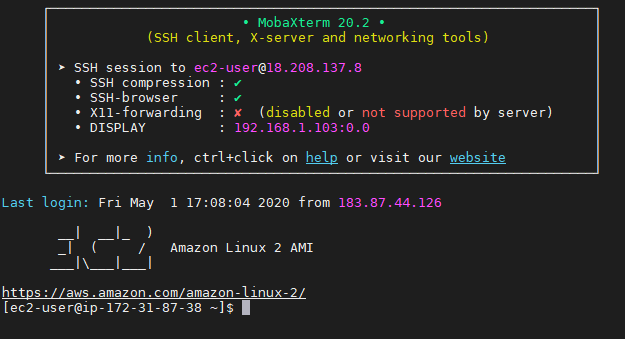 • MobaXterm 20.2 •
(SSH client, X-server and networking tools)
➤ SSH session to ec2-user@18.208.137.8
• SSH compression : ✔
• SSH-browser     : ✔
• X11-forwarding  : ✘  (disabled or not supported by server)
• DISPLAY         : 192.168.1.103:0.0
➤ For more info, ctrl+click on help or visit our website
Last login: Fri May  1 17:08:04 2020 from 183.87.44.126
       __|  __|_  )
       _|  (     /   Amazon Linux 2 AMI
      ___|\___|___|
https://aws.amazon.com/amazon-linux-2/
[ec2-user@ip-172-31-87-38 ~]$